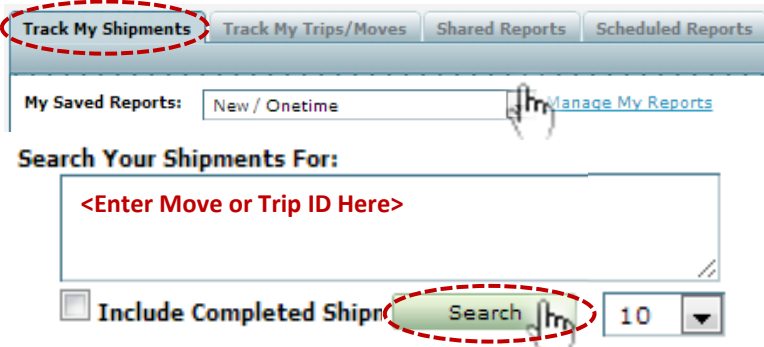 Track My Shipments Track My Trips/Moves Shared Reports Scheduled Reports
My Saved Reports: New / Onetime Manage My Reports
Search Your Shipments For:
<Enter Move or Trip ID Here>
Include Completed Search 10